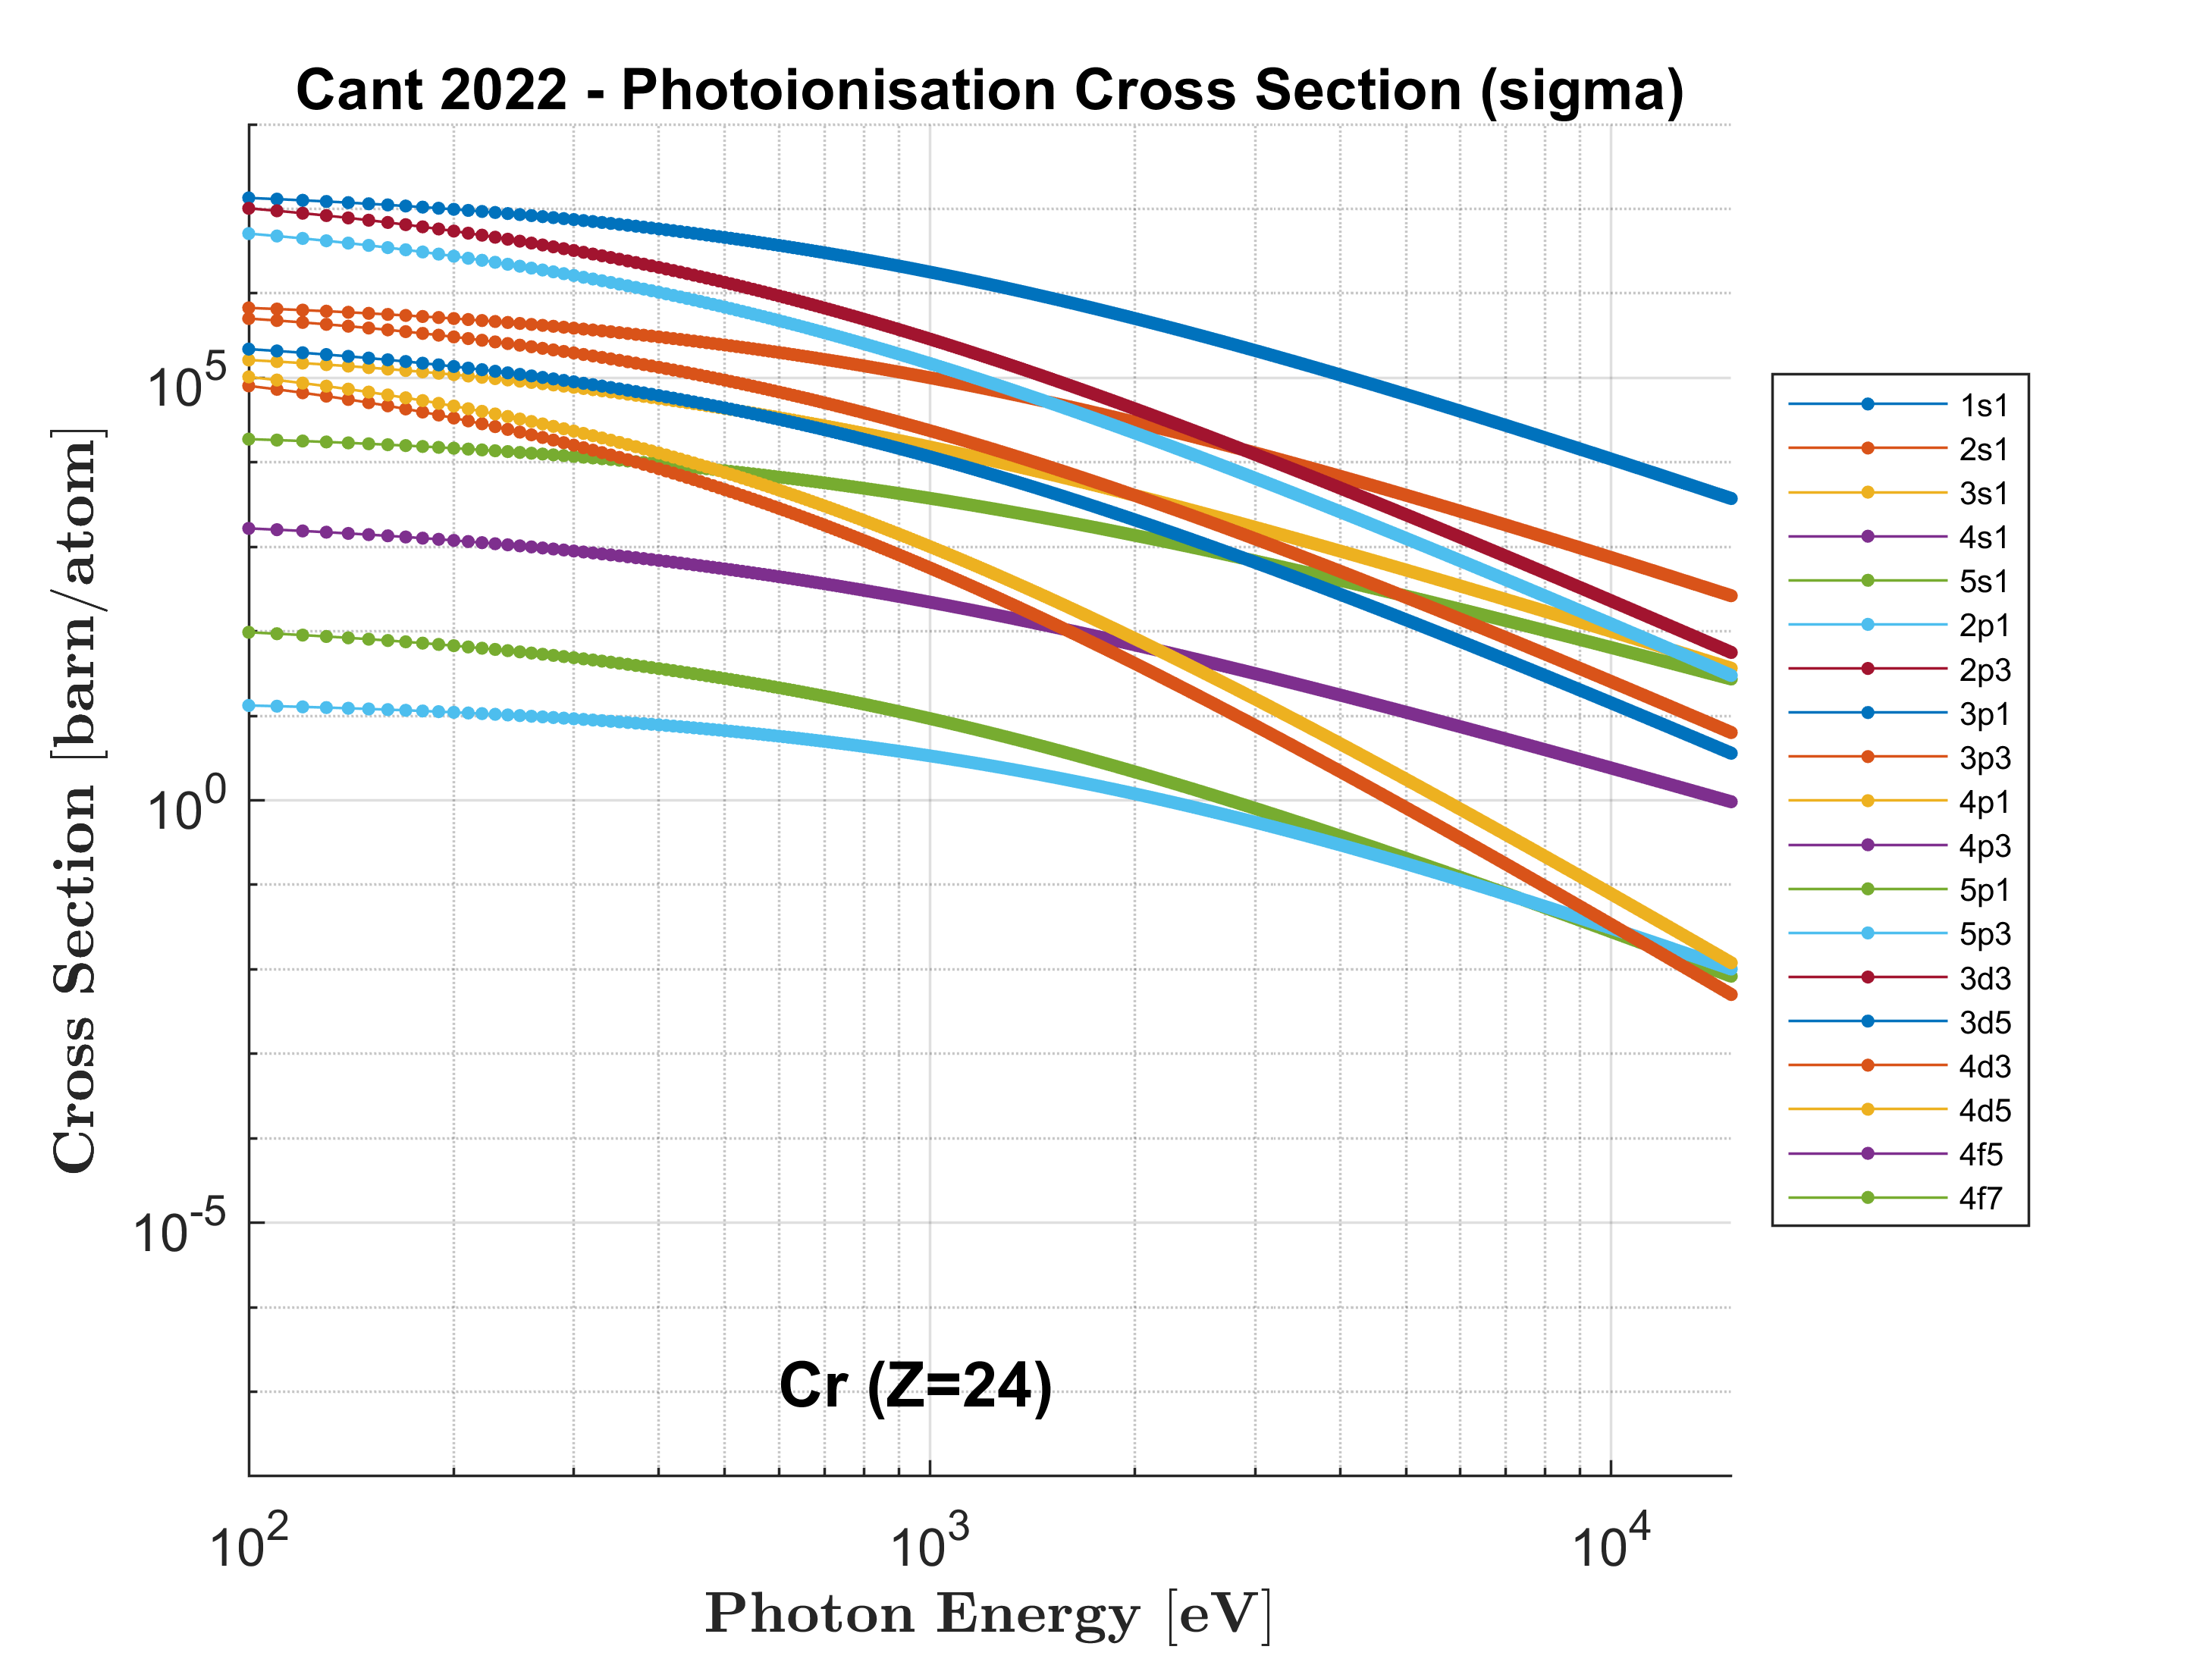 Cant 2022 - Photoionisation Cross Section (sigma)
10^5
10^0
10^-5
Cross Section [barn/atom]
1s1
2s1
3s1
4s1
5s1
2p1
2p3
3p1
3p3
4p1
4p3
5p1
5p3
3d3
3d5
4d3
4d5
4f5
4f7
Cr (Z=24)
10^2 10^3 10^4
Photon Energy [eV]